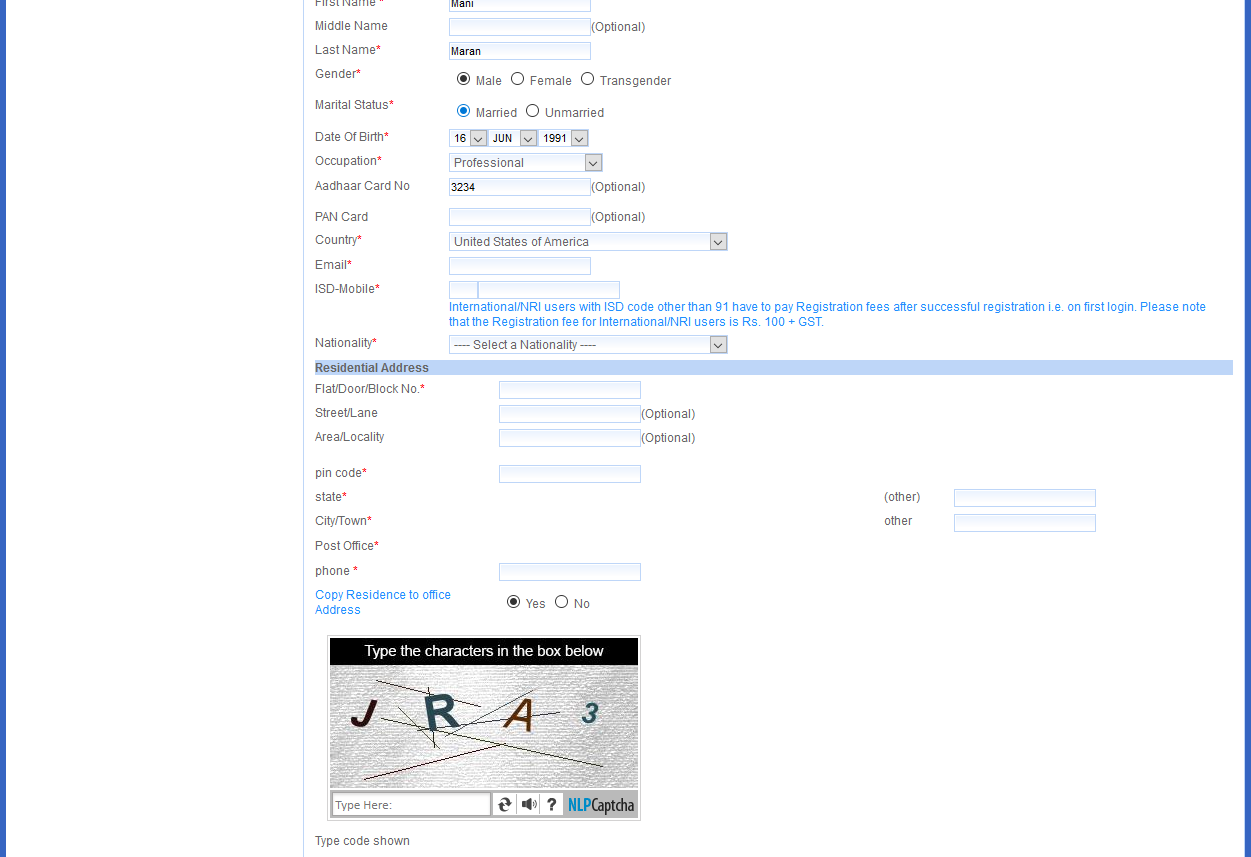 First Name * Mani
Middle Name (Optional)
Last Name* Maran
Gender* Male Female Transgender
Marital Status* Married Unmarried
Date Of Birth* 16 JUN 1991
Occupation* Professional
Aadhaar Card No 3234 (Optional)
PAN Card (Optional)
Country* United States of America
Email*
ISD-Mobile*
International/NRI users with ISD code other than 91 have to pay Registration fees after successful registration i.e. on first login. Please note
that the Registration fee for International/NRI users is Rs. 100 + GST.
Nationality* ---- Select a Nationality ----
Residential Address
Flat/Door/Block No.*
Street/Lane (Optional)
Area/Locality (Optional)
pin code*
state* (other)
City/Town* other
Post Office*
phone *
Copy Residence to office Yes No
Address
Type the characters in the box below
J R A 3
Type Here: ? NLPCaptcha
Type code shown